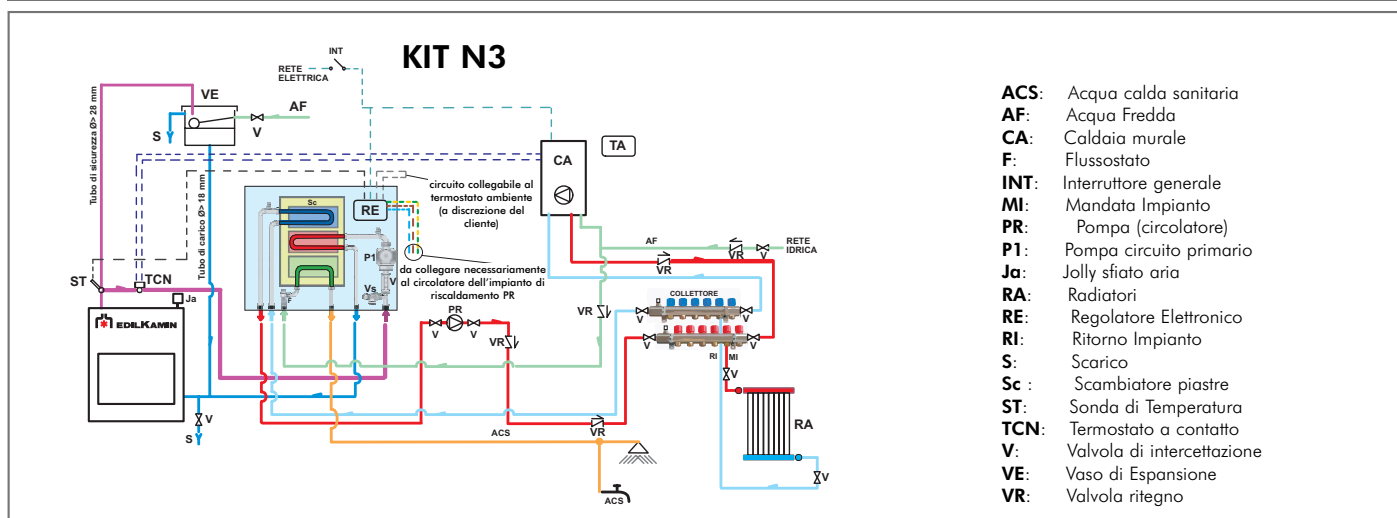 KIT N3
INT
RETE
ELETTRICA
VE
AF
S
V
Tubo di sicurezza Ø> 28 mm
Tubo di carico Ø> 18 mm
CA
TA
circuito collegabile al
termostato ambiente
(a discrezione del
cliente)
Sc
RE
P1
V
Vs
F
da collegare necessariamente
al circolatore dell'impianto di
riscaldamento PR
AF
RETE
IDRICA
VR
V
VR
ST
TCN
Ja
EDILKAMIN
COLLETTORE
V
V
V
V
RI
MI
VR
PR
V
V
VR
V
RA
V
V
S
ACS
VR
ACS
ACS: Acqua calda sanitaria
AF: Acqua Fredda
CA: Caldaia murale
F: Flussostato
INT: Interruttore generale
MI: Mandata Impianto
PR: Pompa (circolatore)
P1: Pompa circuito primario
Ja: Jolly sfiato aria
RA: Radiatori
RE: Regolatore Elettronico
RI: Ritorno Impianto
S: Scarico
Sc : Scambiatore piastre
ST: Sonda di Temperatura
TCN: Termostato a contatto
V: Valvola di intercettazione
VE: Vaso di Espansione
VR: Valvola ritegno